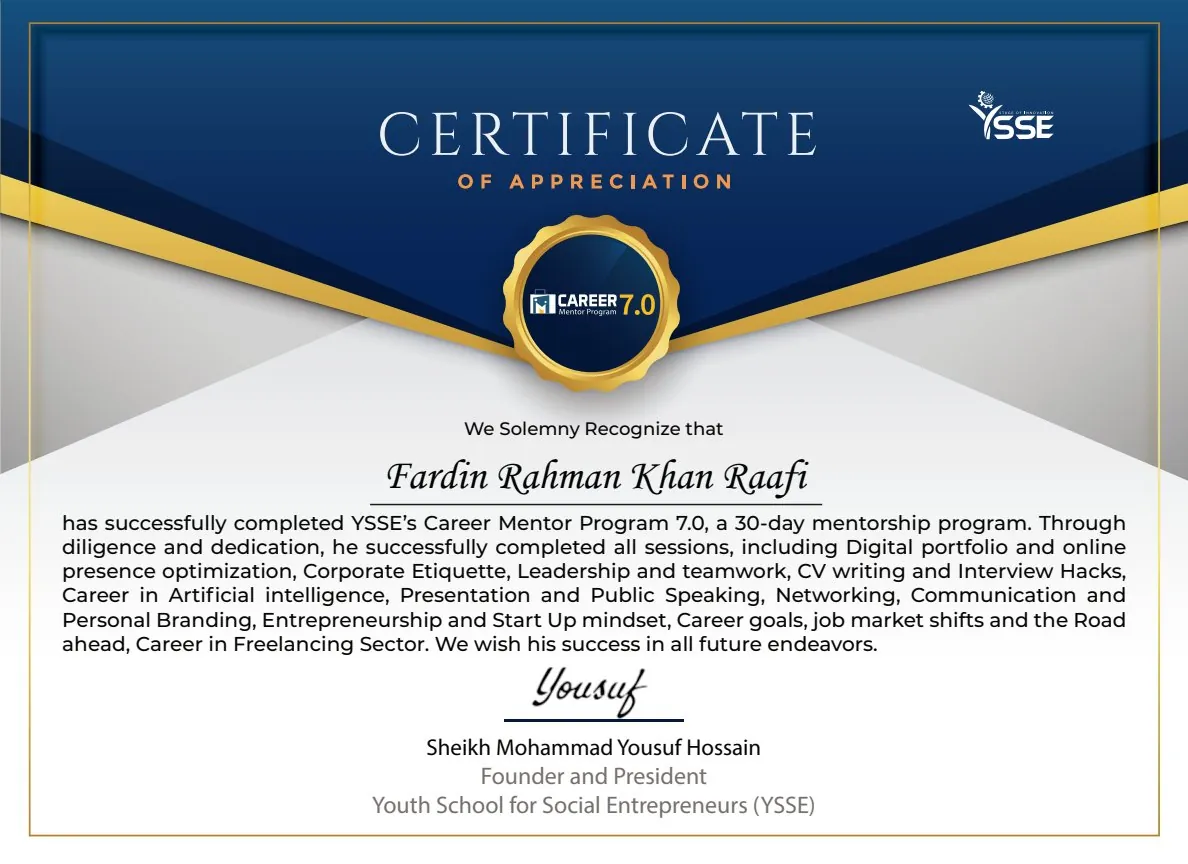 CERTIFICATE
OF APPRECIATION
STAGE OF INNOVATION
YSSE
CAREER 7.0
Mentor Program
We Solemny Recognize that
Fardin Rahman Khan Raafi
has successfully completed YSSE’s Career Mentor Program 7.0, a 30-day mentorship program. Through
diligence and dedication, he successfully completed all sessions, including Digital portfolio and online
presence optimization, Corporate Etiquette, Leadership and teamwork, CV writing and Interview Hacks,
Career in Artificial intelligence, Presentation and Public Speaking, Networking, Communication and
Personal Branding, Entrepreneurship and Start Up mindset, Career goals, job market shifts and the Road
ahead, Career in Freelancing Sector. We wish his success in all future endeavors.
Yousuf
Sheikh Mohammad Yousuf Hossain
Founder and President
Youth School for Social Entrepreneurs (YSSE)